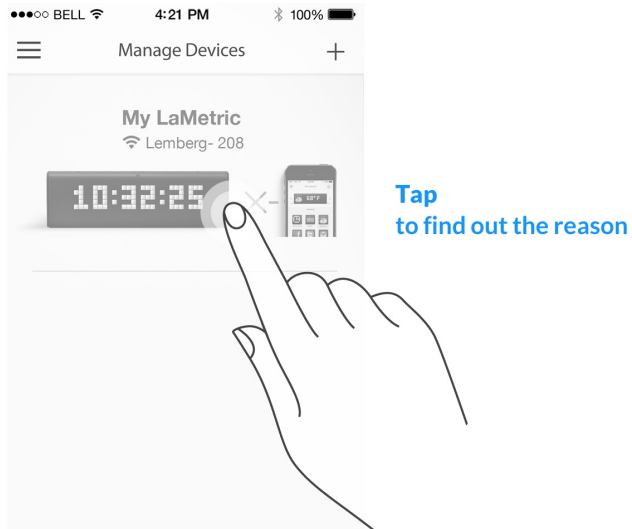 BELL 4:21 PM 100%
Manage Devices
My LaMetric
Lemberg- 208
10:32:25
Tap
to find out the reason